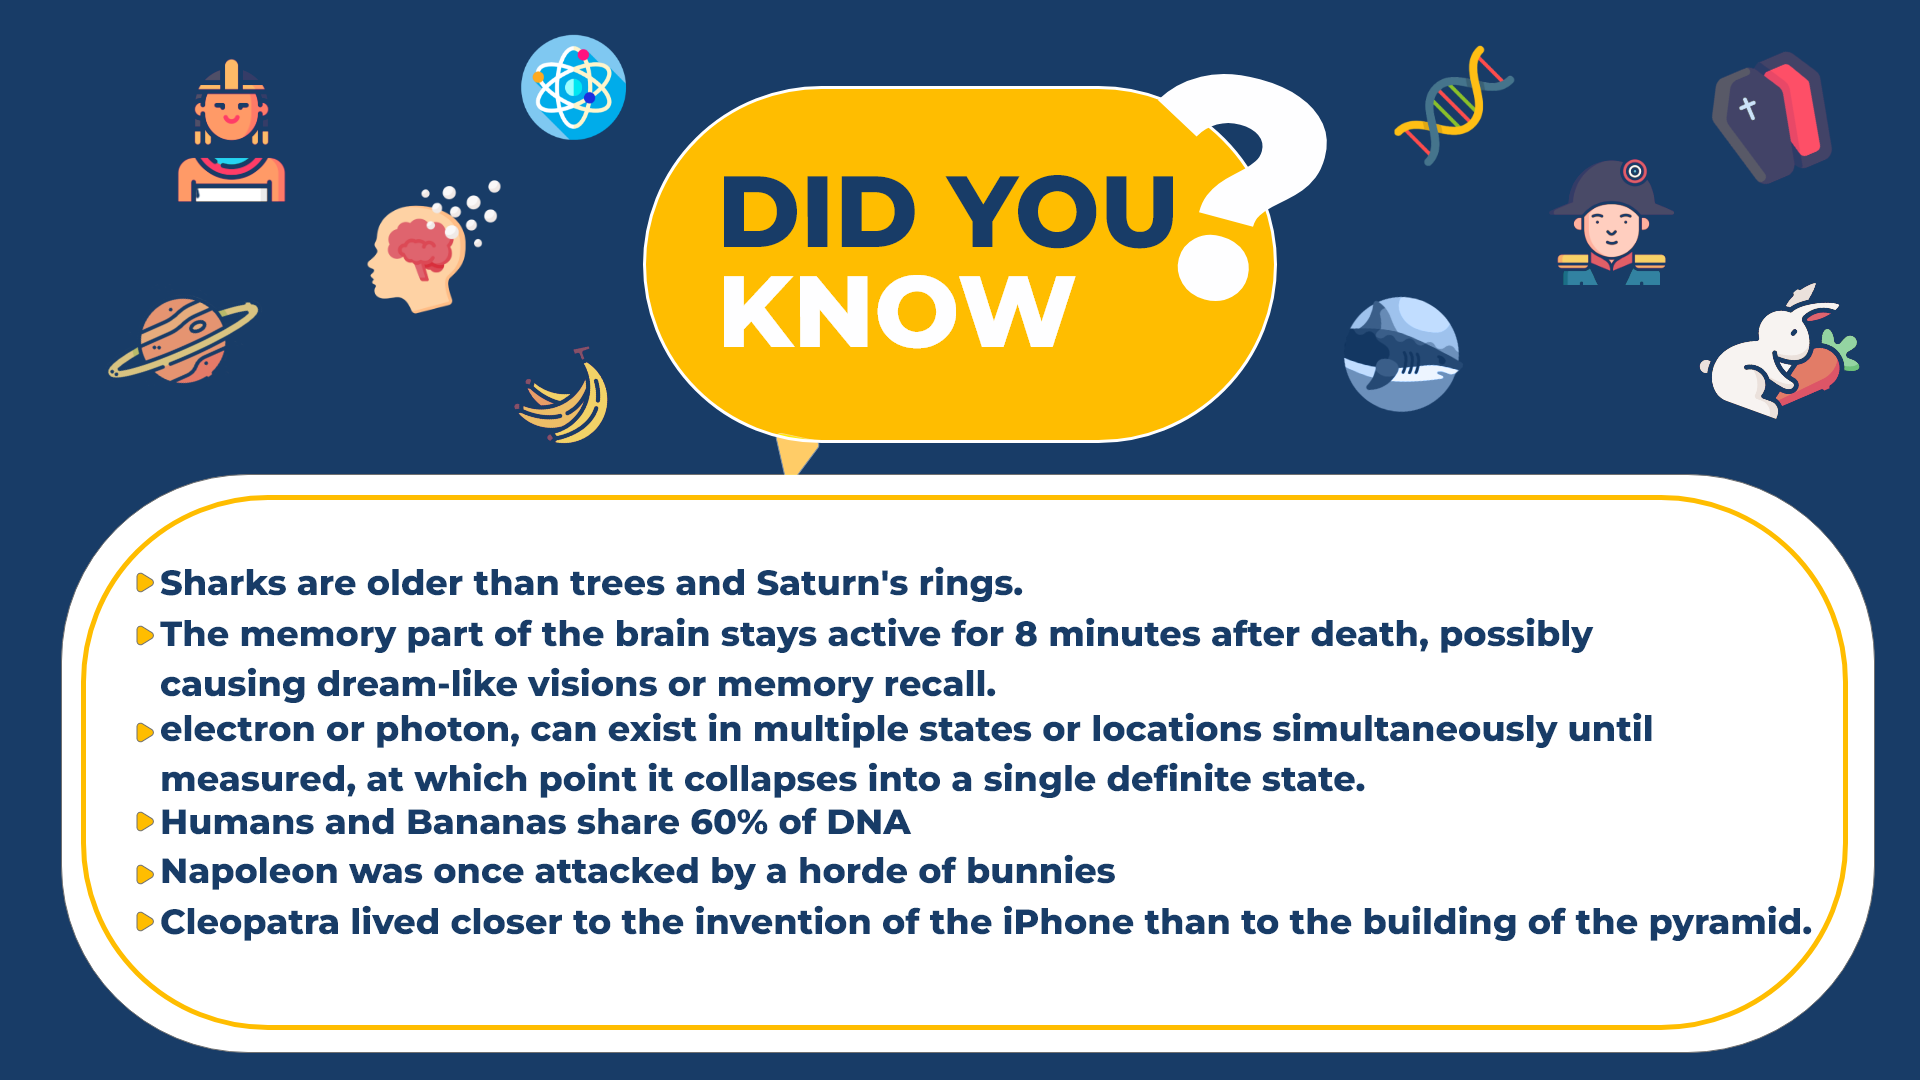 DID YOU
KNOW
?
Sharks are older than trees and Saturn's rings.
The memory part of the brain stays active for 8 minutes after death, possibly
causing dream-like visions or memory recall.
electron or photon, can exist in multiple states or locations simultaneously until
measured, at which point it collapses into a single definite state.
Humans and Bananas share 60% of DNA
Napoleon was once attacked by a horde of bunnies
Cleopatra lived closer to the invention of the iPhone than to the building of the pyramid.